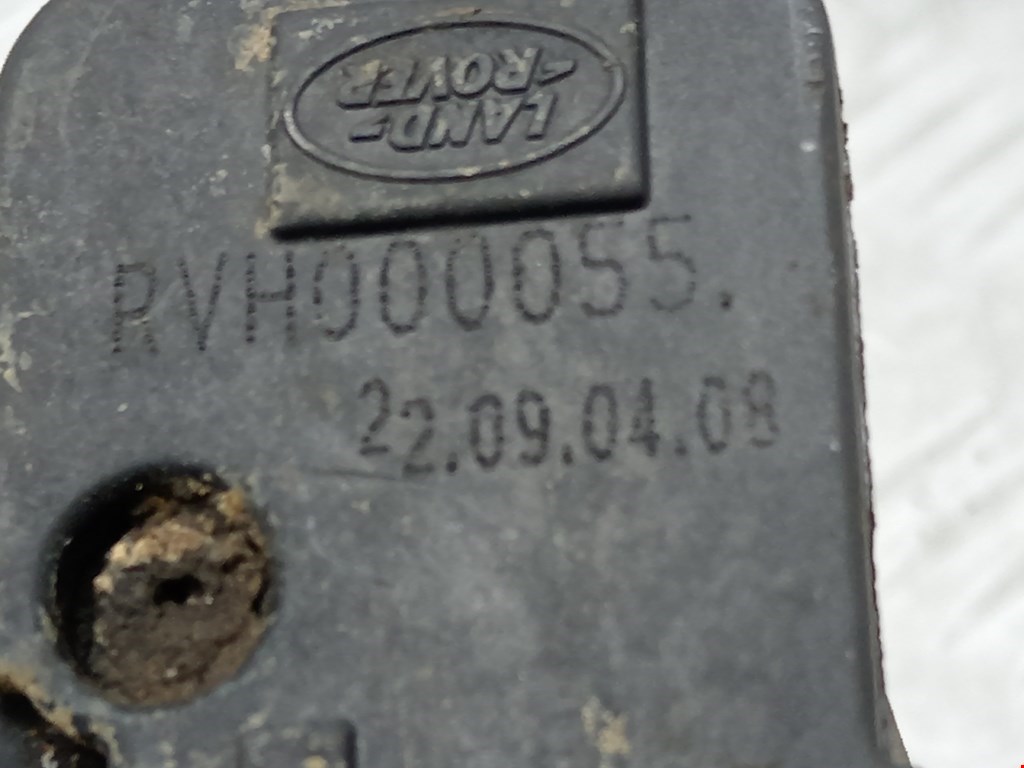 LAND-
-ROVER
RVH000055.
22.09.04.08